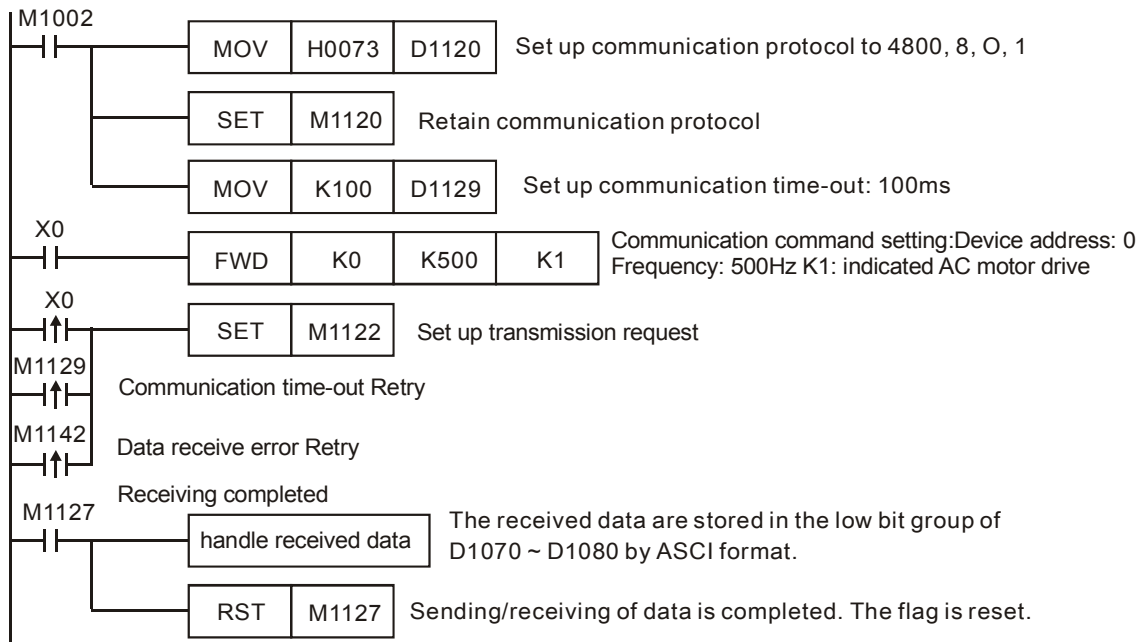 M1002
MOV H0073 D1120 Set up communication protocol to 4800, 8, O, 1
SET M1120 Retain communication protocol
MOV K100 D1129 Set up communication time-out: 100ms
X0
FWD K0 K500 K1 Communication command setting:Device address: 0
Frequency: 500Hz K1: indicated AC motor drive
X0
SET M1122 Set up transmission request
M1129
Communication time-out Retry
M1142
Data receive error Retry
Receiving completed
M1127
handle received data The received data are stored in the low bit group of
D1070 ~ D1080 by ASCI format.
RST M1127 Sending/receiving of data is completed. The flag is reset.